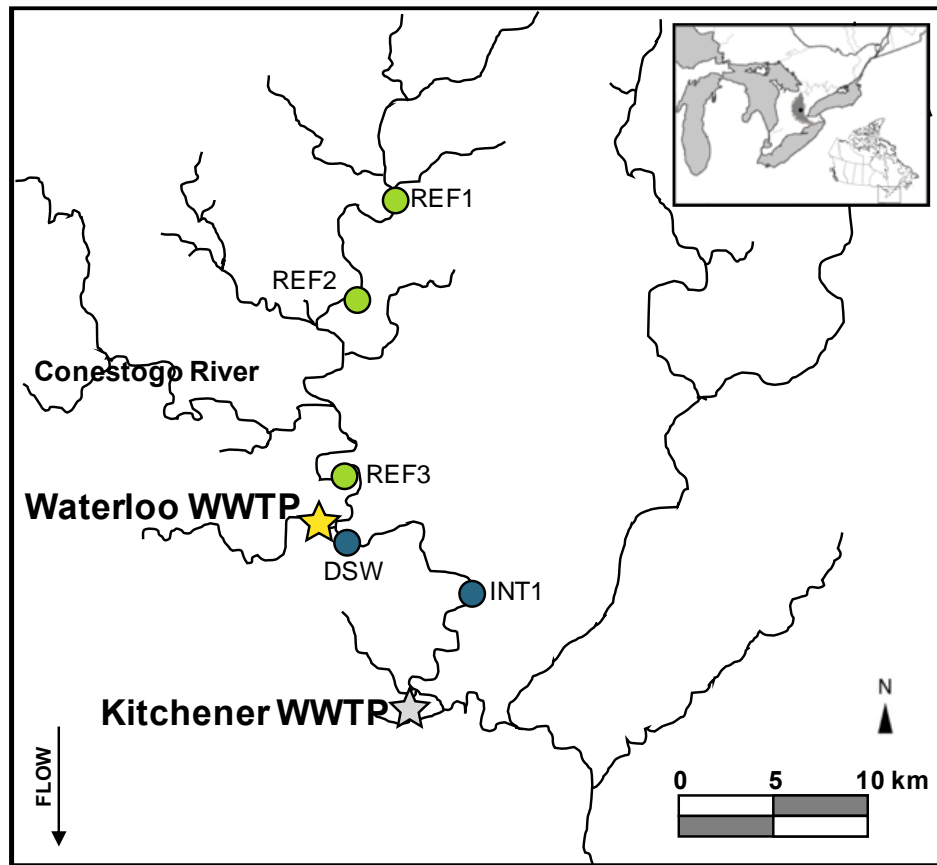 REF1
REF2
Conestogo River
REF3
Waterloo WWTP
DSW
INT1
Kitchener WWTP
FLOW
N
0 5 10 km